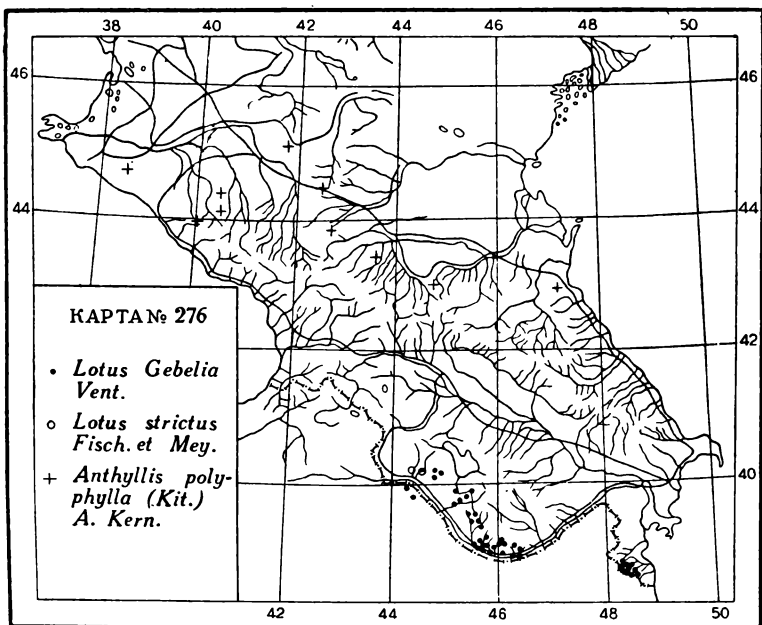 38 40 42 44 46 48 50
46 46
44 44
КАРТА № 276
• Lotus Gebelia
Vent.
○ Lotus strictus
Fisch. et Mey.
+ Anthyllis poly-
phylla (Kit.)
A. Kern.
42
40
42 44 46 48 50